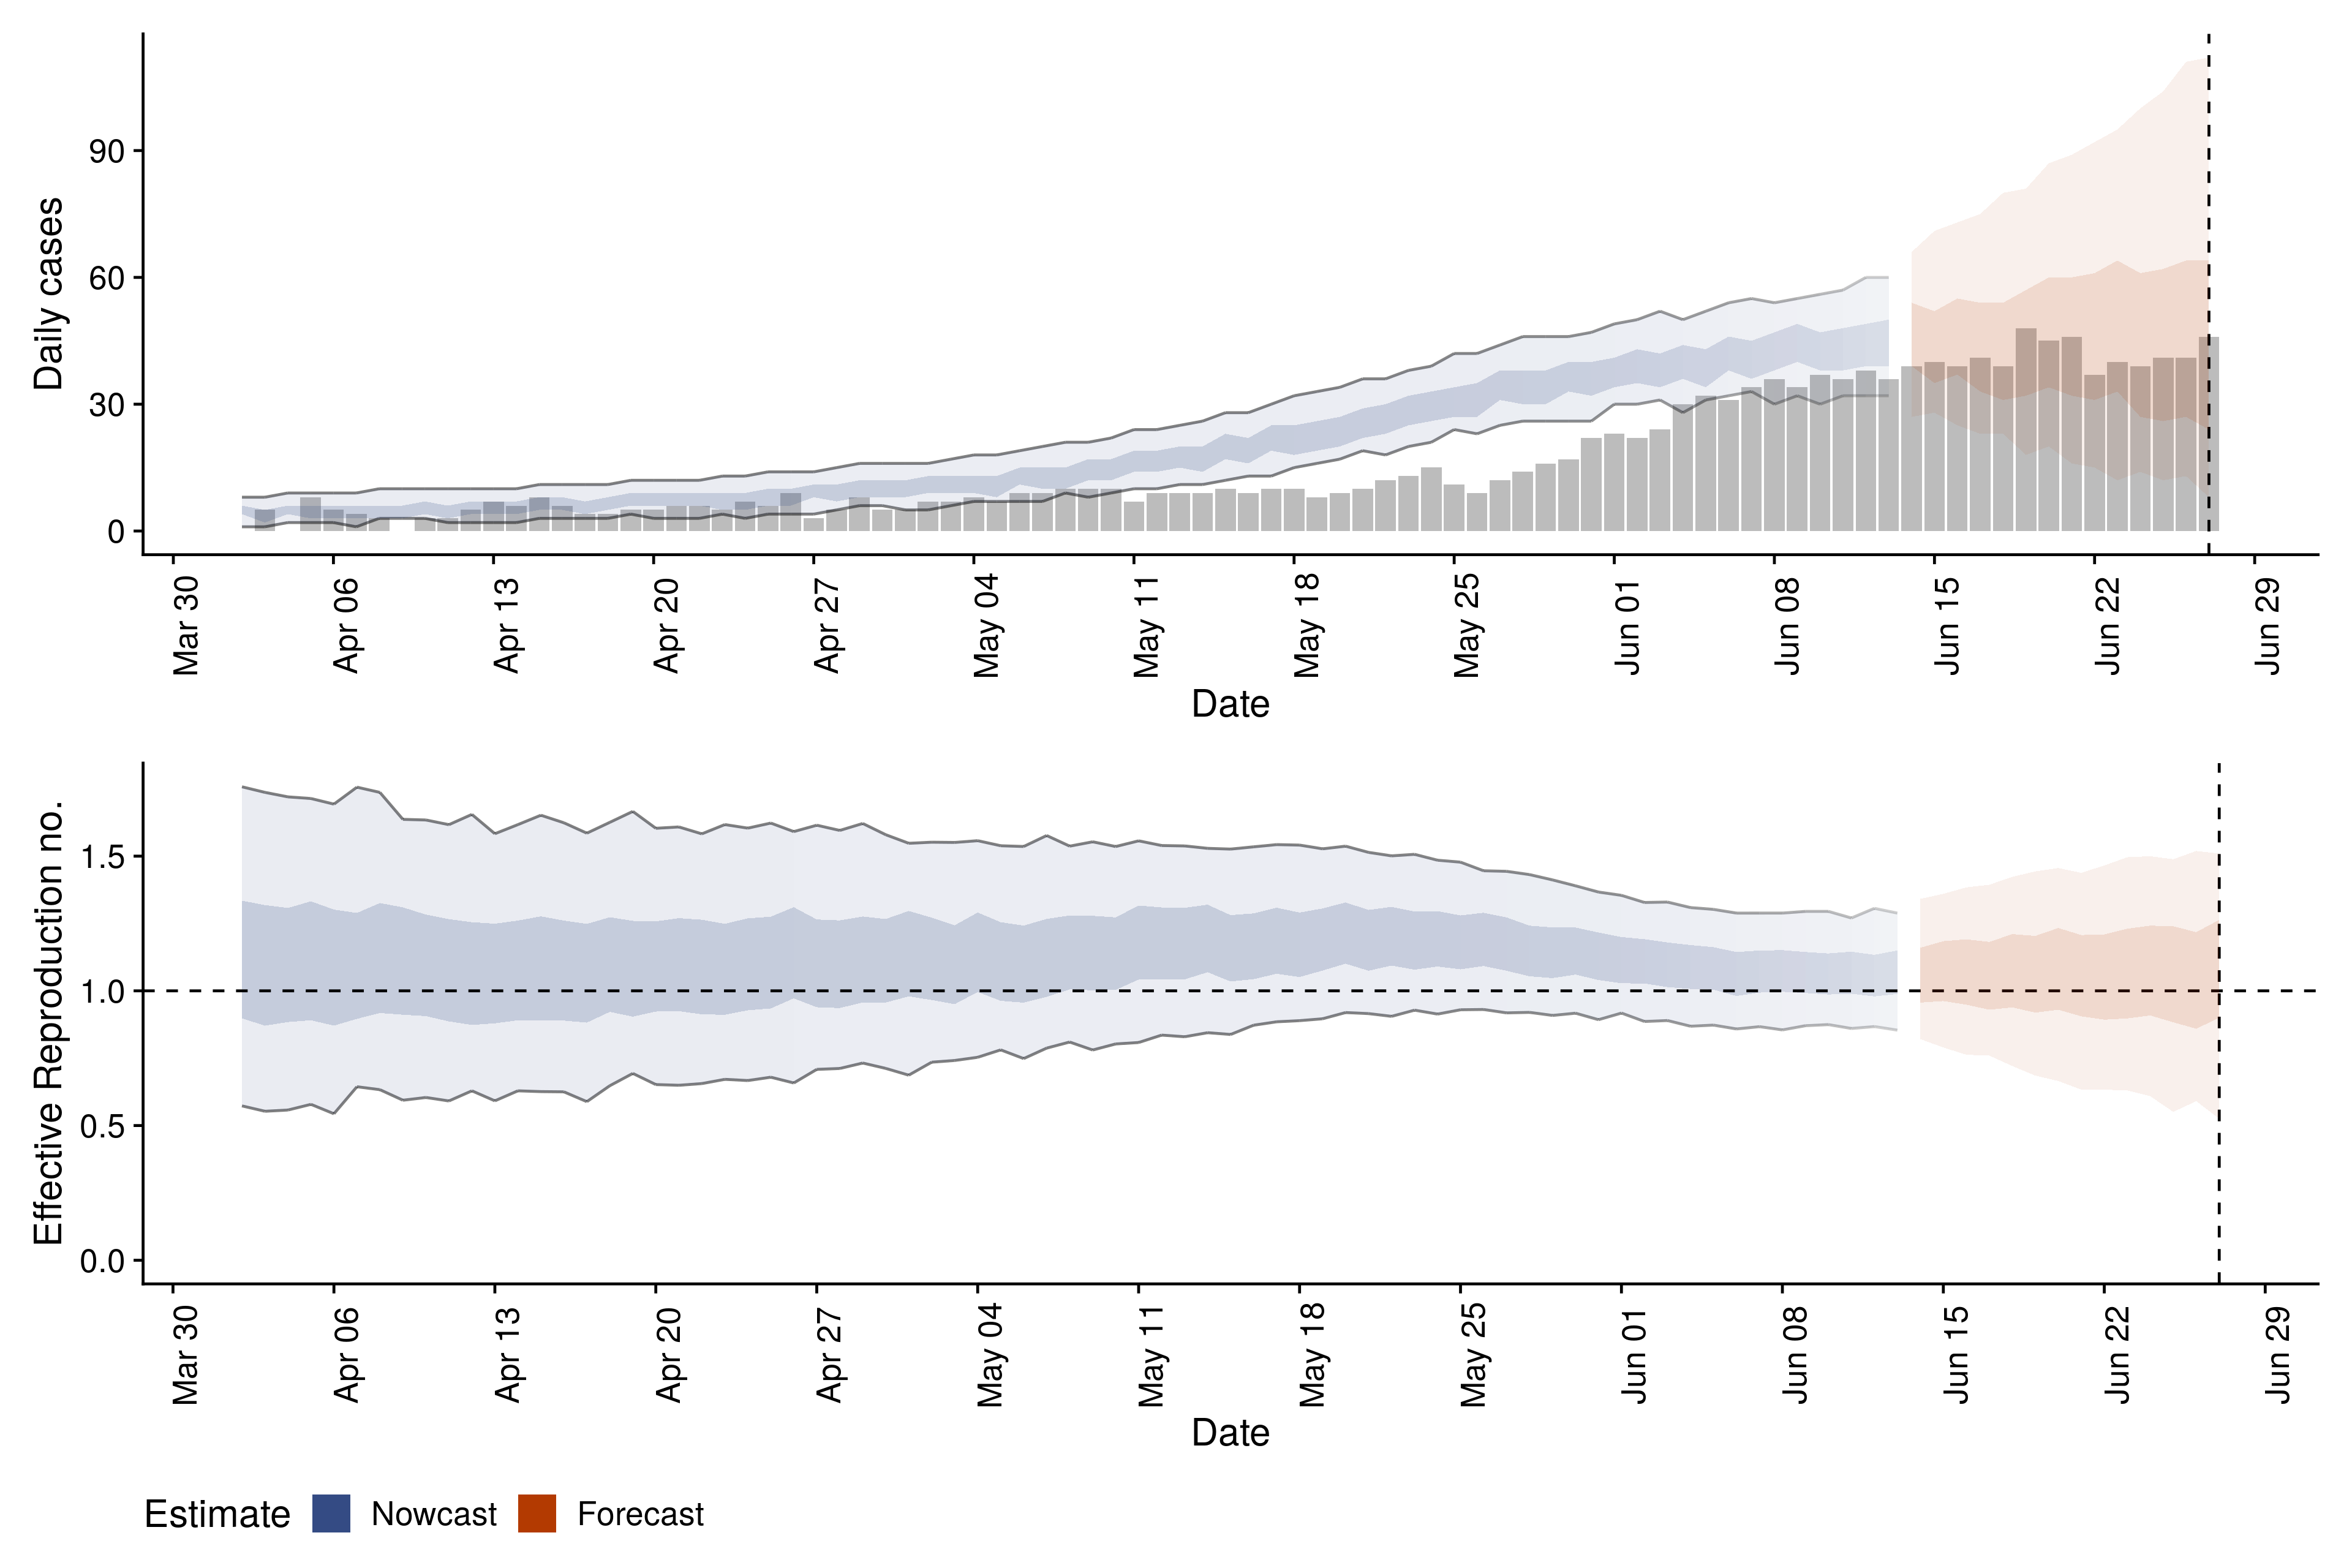 Daily cases
90
60
30
0
Mar 30
Apr 06
Apr 13
Apr 20
Apr 27
May 04
May 11
May 18
May 25
Jun 01
Jun 08
Jun 15
Jun 22
Jun 29
Date
Effective Reproduction no.
1.5
1.0
0.5
0.0
Mar 30
Apr 06
Apr 13
Apr 20
Apr 27
May 04
May 11
May 18
May 25
Jun 01
Jun 08
Jun 15
Jun 22
Jun 29
Date
Estimate Nowcast Forecast